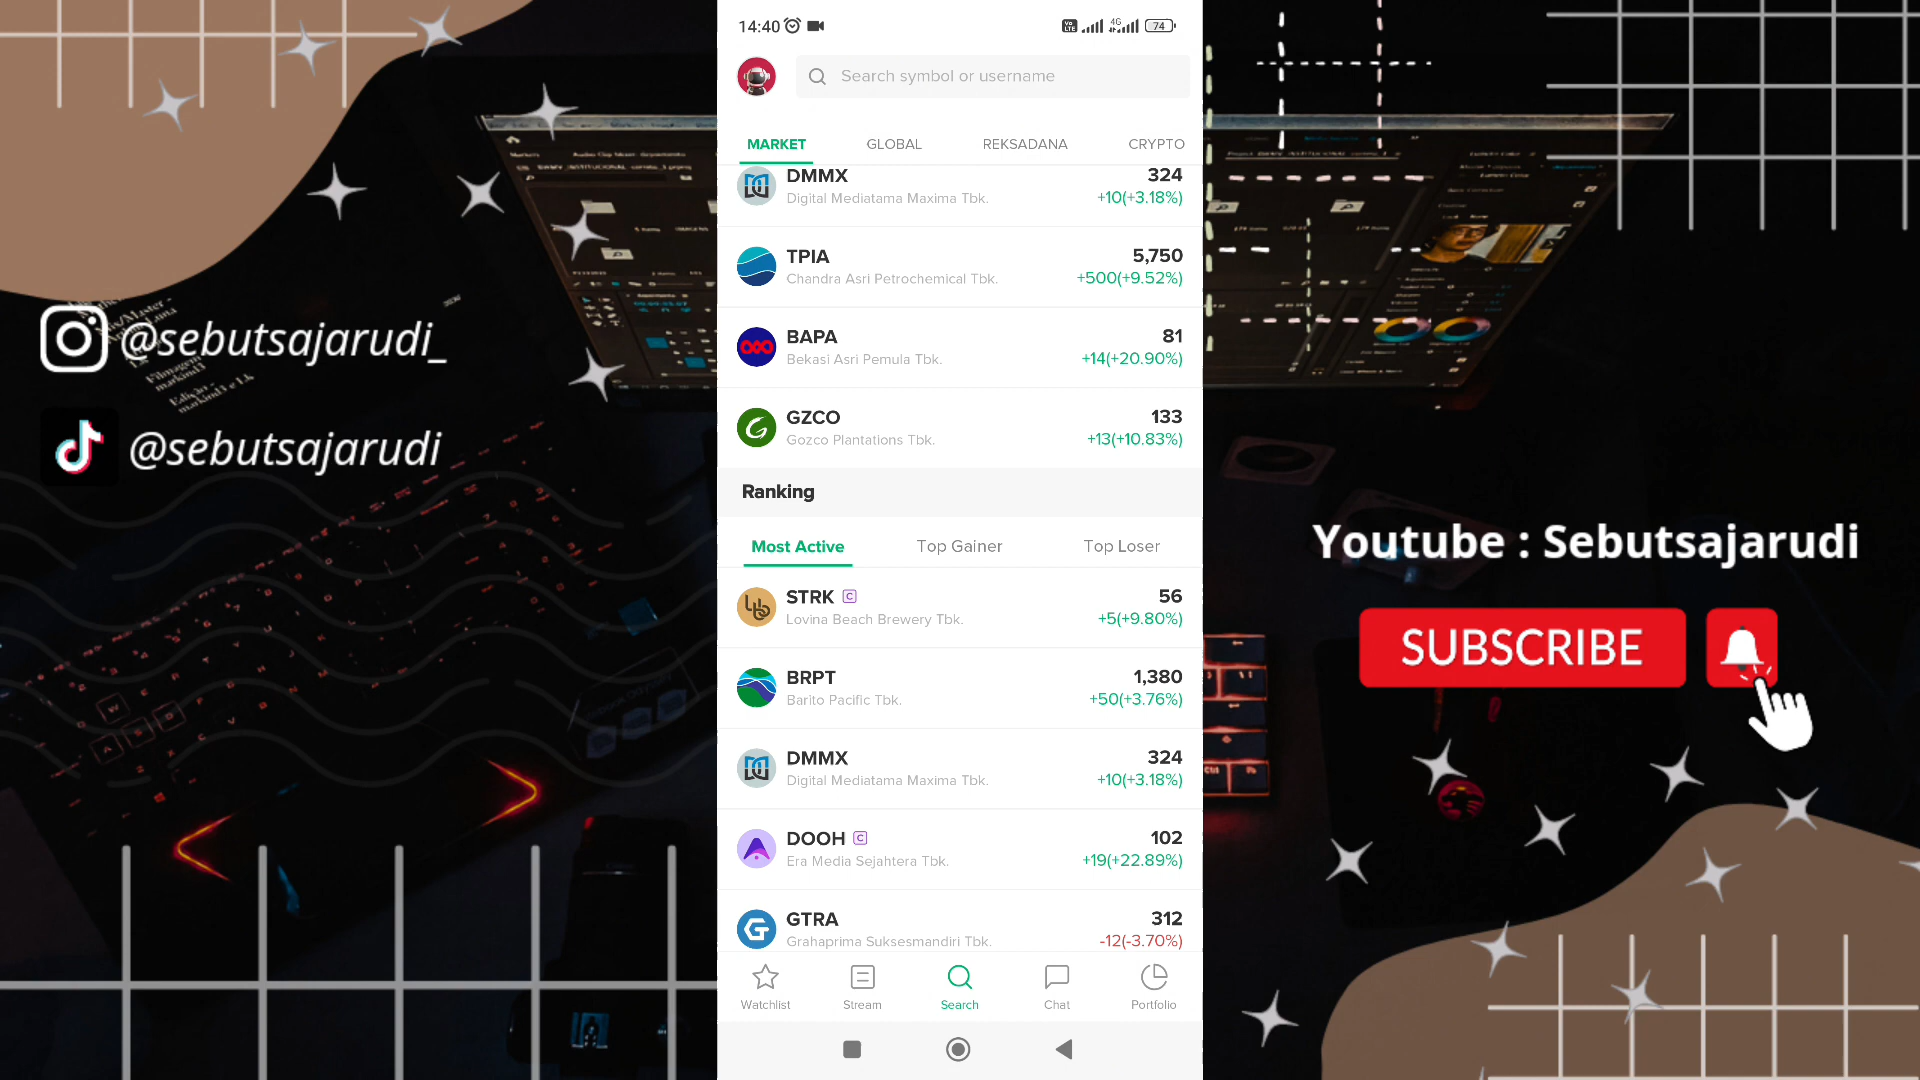 14:40
Vo LTE
4G
74
Search symbol or username
MARKET GLOBAL REKSADANA CRYPTO
DMMX 324
Digital Mediatama Maxima Tbk. +10(+3.18%)
TPIA 5,750
Chandra Asri Petrochemical Tbk. +500(+9.52%)
BAPA 81
Bekasi Asri Pemula Tbk. +14(+20.90%)
GZCO 133
Gozco Plantations Tbk. +13(+10.83%)
Ranking
Most Active Top Gainer Top Loser
STRK C 56
Lovina Beach Brewery Tbk. +5(+9.80%)
BRPT 1,380
Barito Pacific Tbk. +50(+3.76%)
DMMX 324
Digital Mediatama Maxima Tbk. +10(+3.18%)
DOOH C 102
Era Media Sejahtera Tbk. +19(+22.89%)
GTRA 312
Grahaprima Suksesmandiri Tbk. -12(-3.70%)
Watchlist Stream Search Chat Portfolio
@sebutsajarudi_
@sebutsajarudi
Youtube : Sebutsajarudi
SUBSCRIBE